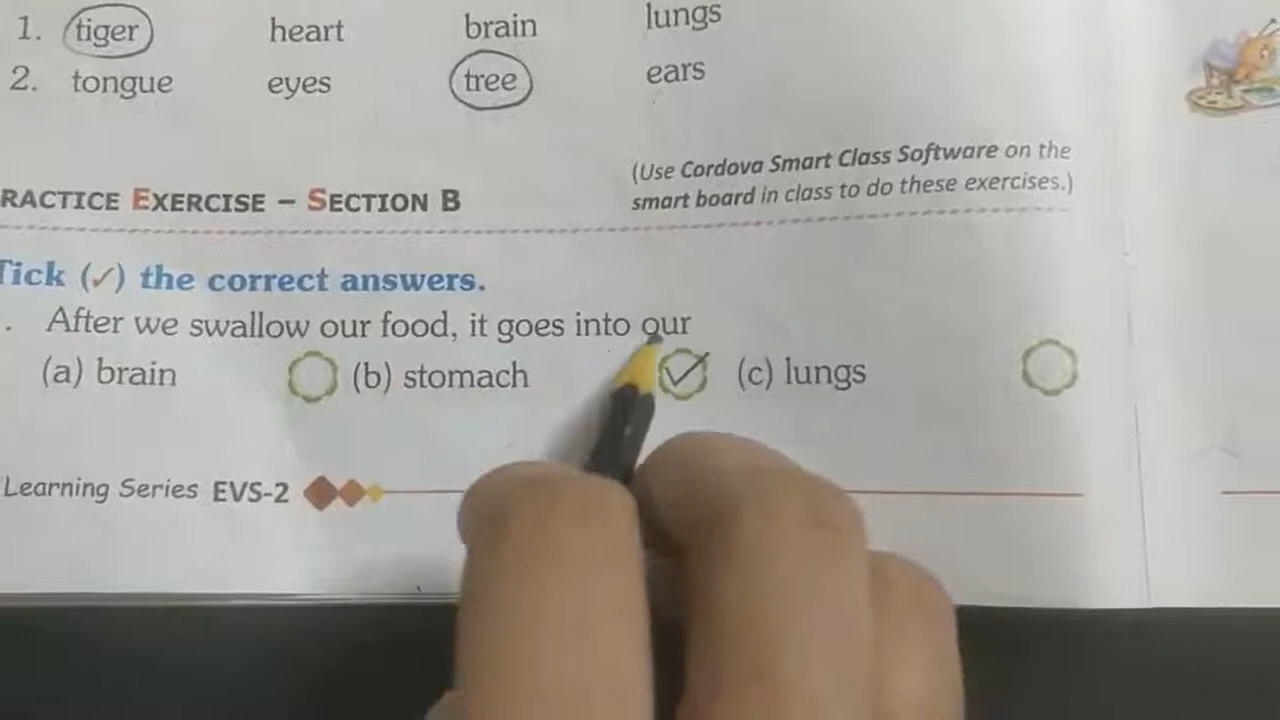 1. tiger heart brain lungs
2. tongue eyes tree ears
RACTICE EXERCISE – SECTION B
(Use Cordova Smart Class Software on the
smart board in class to do these exercises.)
Tick (✓) the correct answers.
. After we swallow our food, it goes into our
(a) brain (b) stomach ✓ (c) lungs
Learning Series EVS-2